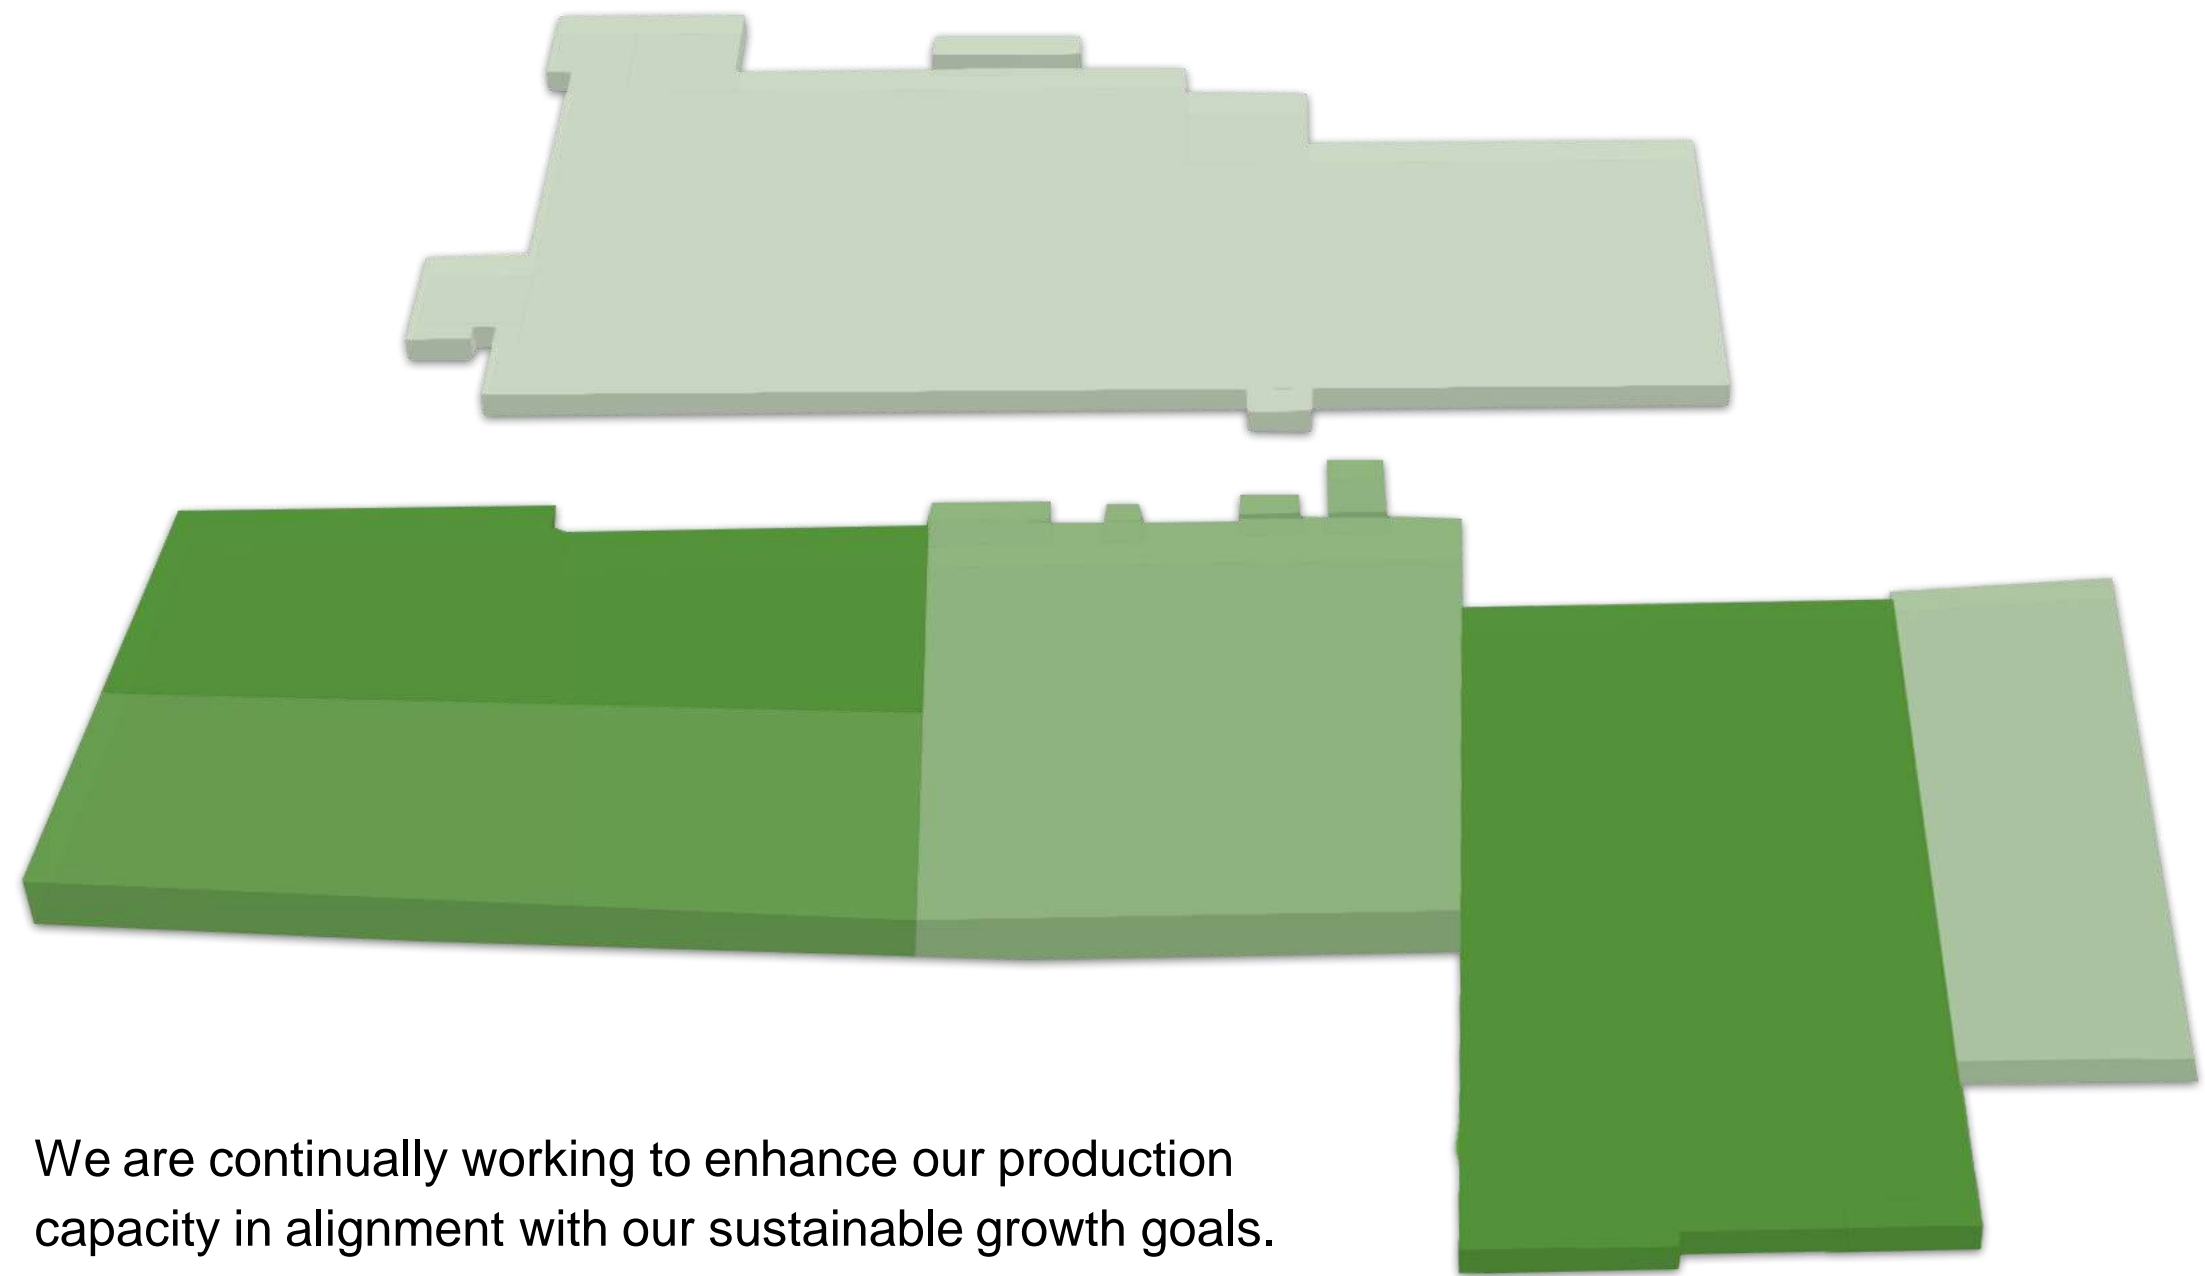 We are continually working to enhance our production
capacity in alignment with our sustainable growth goals.